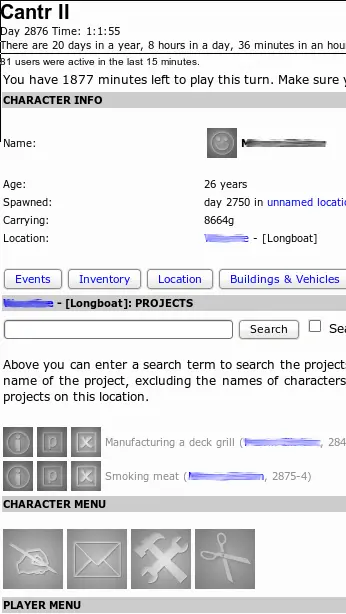 Cantr II
Day 2876 Time: 1:1:55
There are 20 days in a year, 8 hours in a day, 36 minutes in an hou
81 users were active in the last 15 minutes.
You have 1877 minutes left to play this turn. Make sure y
CHARACTER INFO
Name:
Age: 26 years
Spawned: day 2750 in unnamed locatio
Carrying: 8664g
Location: - [Longboat]
Events Inventory Location Buildings & Vehicles
- [Longboat]: PROJECTS
Search Sea
Above you can enter a search term to search the project
name of the project, excluding the names of characters
projects on this location.
Manufacturing a deck grill ( , 284
Smoking meat ( , 2875-4)
CHARACTER MENU
PLAYER MENU